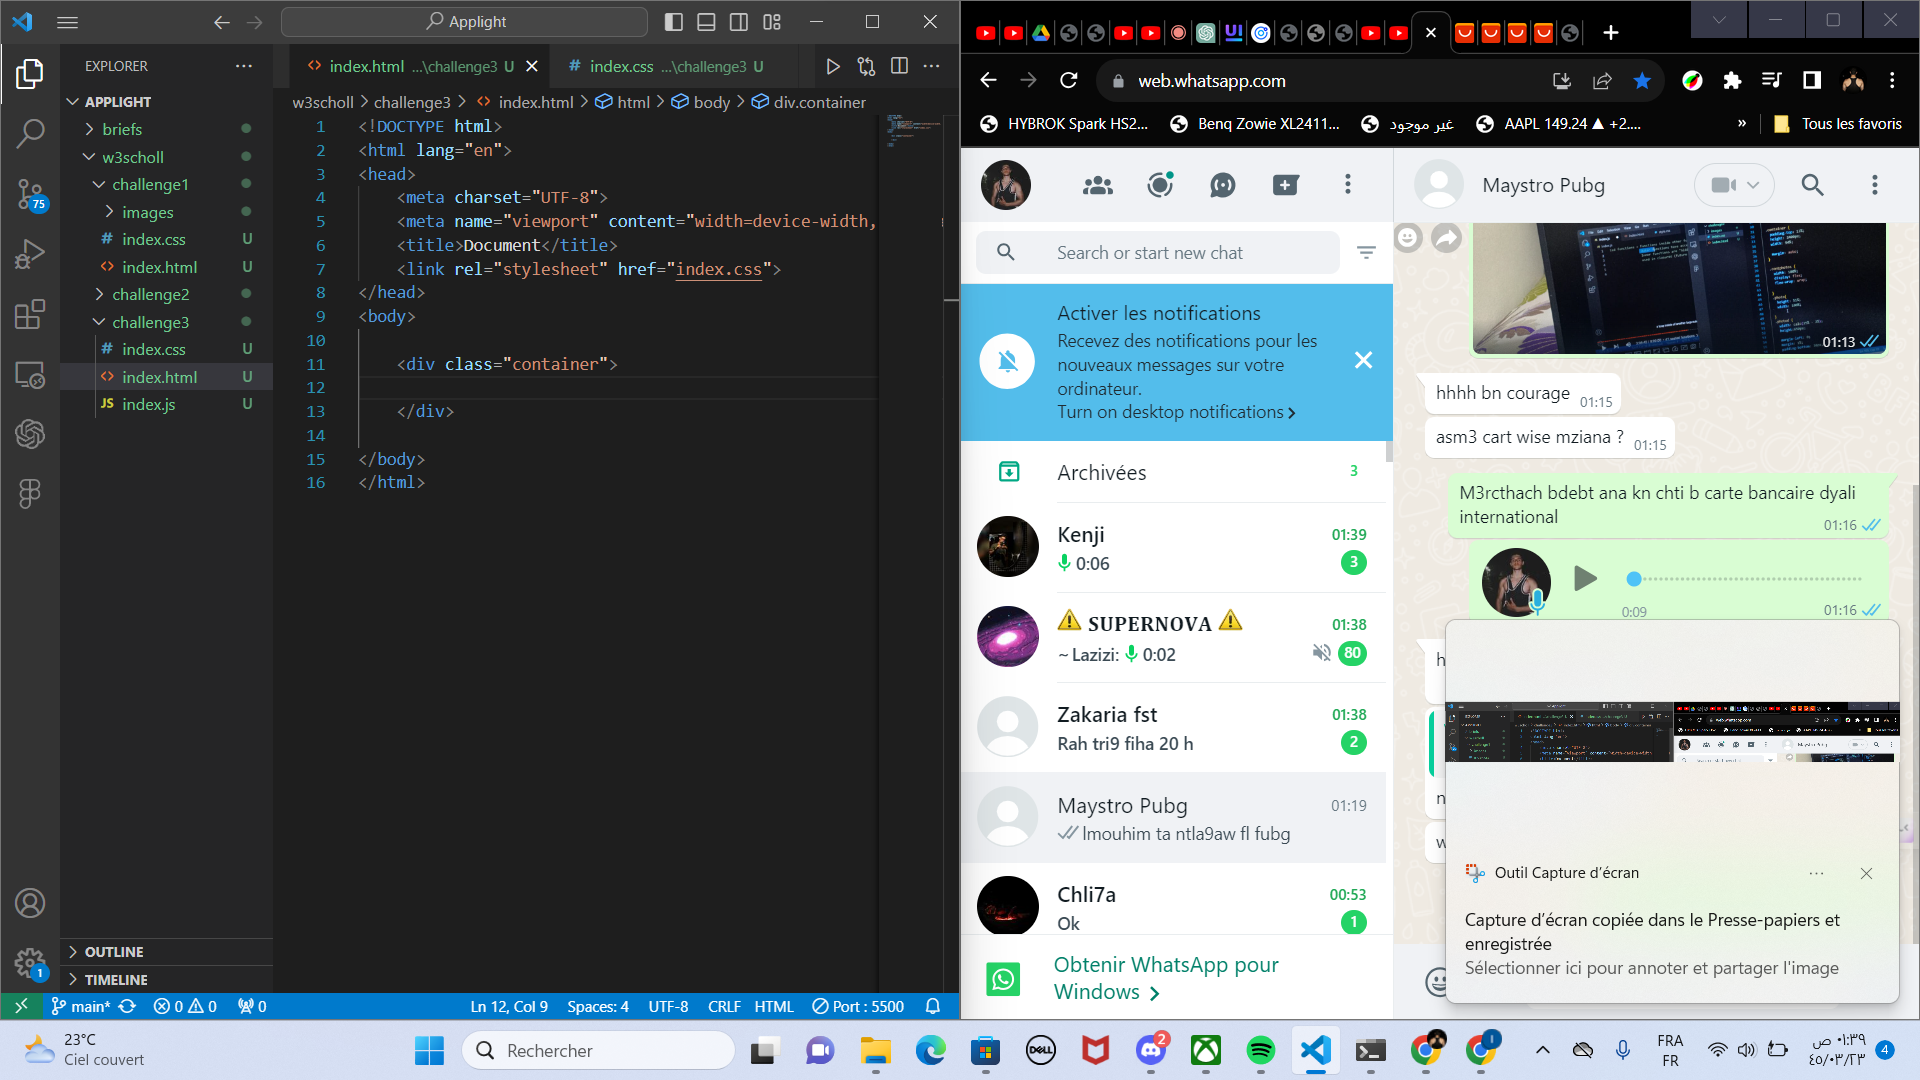 Applight
EXPLORER
APPLIGHT
briefs
w3scholl
challenge1
images
index.css U
index.html U
challenge2
challenge3
index.css U
index.html U
JS index.js U
OUTLINE
TIMELINE
75
1
index.html ...\challenge3 U
index.css ...\challenge3 U
w3scholl > challenge3 > index.html > html > body > div.container
1 <!DOCTYPE html>
2 <html lang="en">
3 <head>
4 <meta charset="UTF-8">
5 <meta name="viewport" content="width=device-width,
6 <title>Document</title>
7 <link rel="stylesheet" href="index.css">
8 </head>
9 <body>
10
11 <div class="container">
12
13 </div>
14
15 </body>
16 </html>
main* 0 0 0
Ln 12, Col 9 Spaces: 4 UTF-8 CRLF HTML Port : 5500
web.whatsapp.com
HYBROK Spark HS2... Benq Zowie XL2411... غير موجود AAPL 149.24 ▲ +2.... » Tous les favoris
Search or start new chat
Activer les notifications
Recevez des notifications pour les
nouveaux messages sur votre
ordinateur.
Turn on desktop notifications
Archivées 3
Kenji 01:39
0:06 3
⚠ SUPERNOVA ⚠ 01:38
~ Lazizi: 0:02 80
Zakaria fst 01:38
Rah tri9 fiha 20 h 2
Maystro Pubg 01:19
lmouhim ta ntla9aw fl fubg
Chli7a 00:53
Ok 1
Obtenir WhatsApp pour
Windows
Maystro Pubg
01:13
hhhh bn courage 01:15
asm3 cart wise mziana ? 01:15
M3rcthach bdebt ana kn chti b carte bancaire dyali
international
01:16
0:09 01:16
Outil Capture d'écran
Capture d'écran copiée dans le Presse-papiers et
enregistrée
Sélectionner ici pour annoter et partager l'image
23°C
Ciel couvert
Rechercher
DELL
2
FRA
FR
٠١:٣٩ ص
٤٥/٠٣/٢٣
4